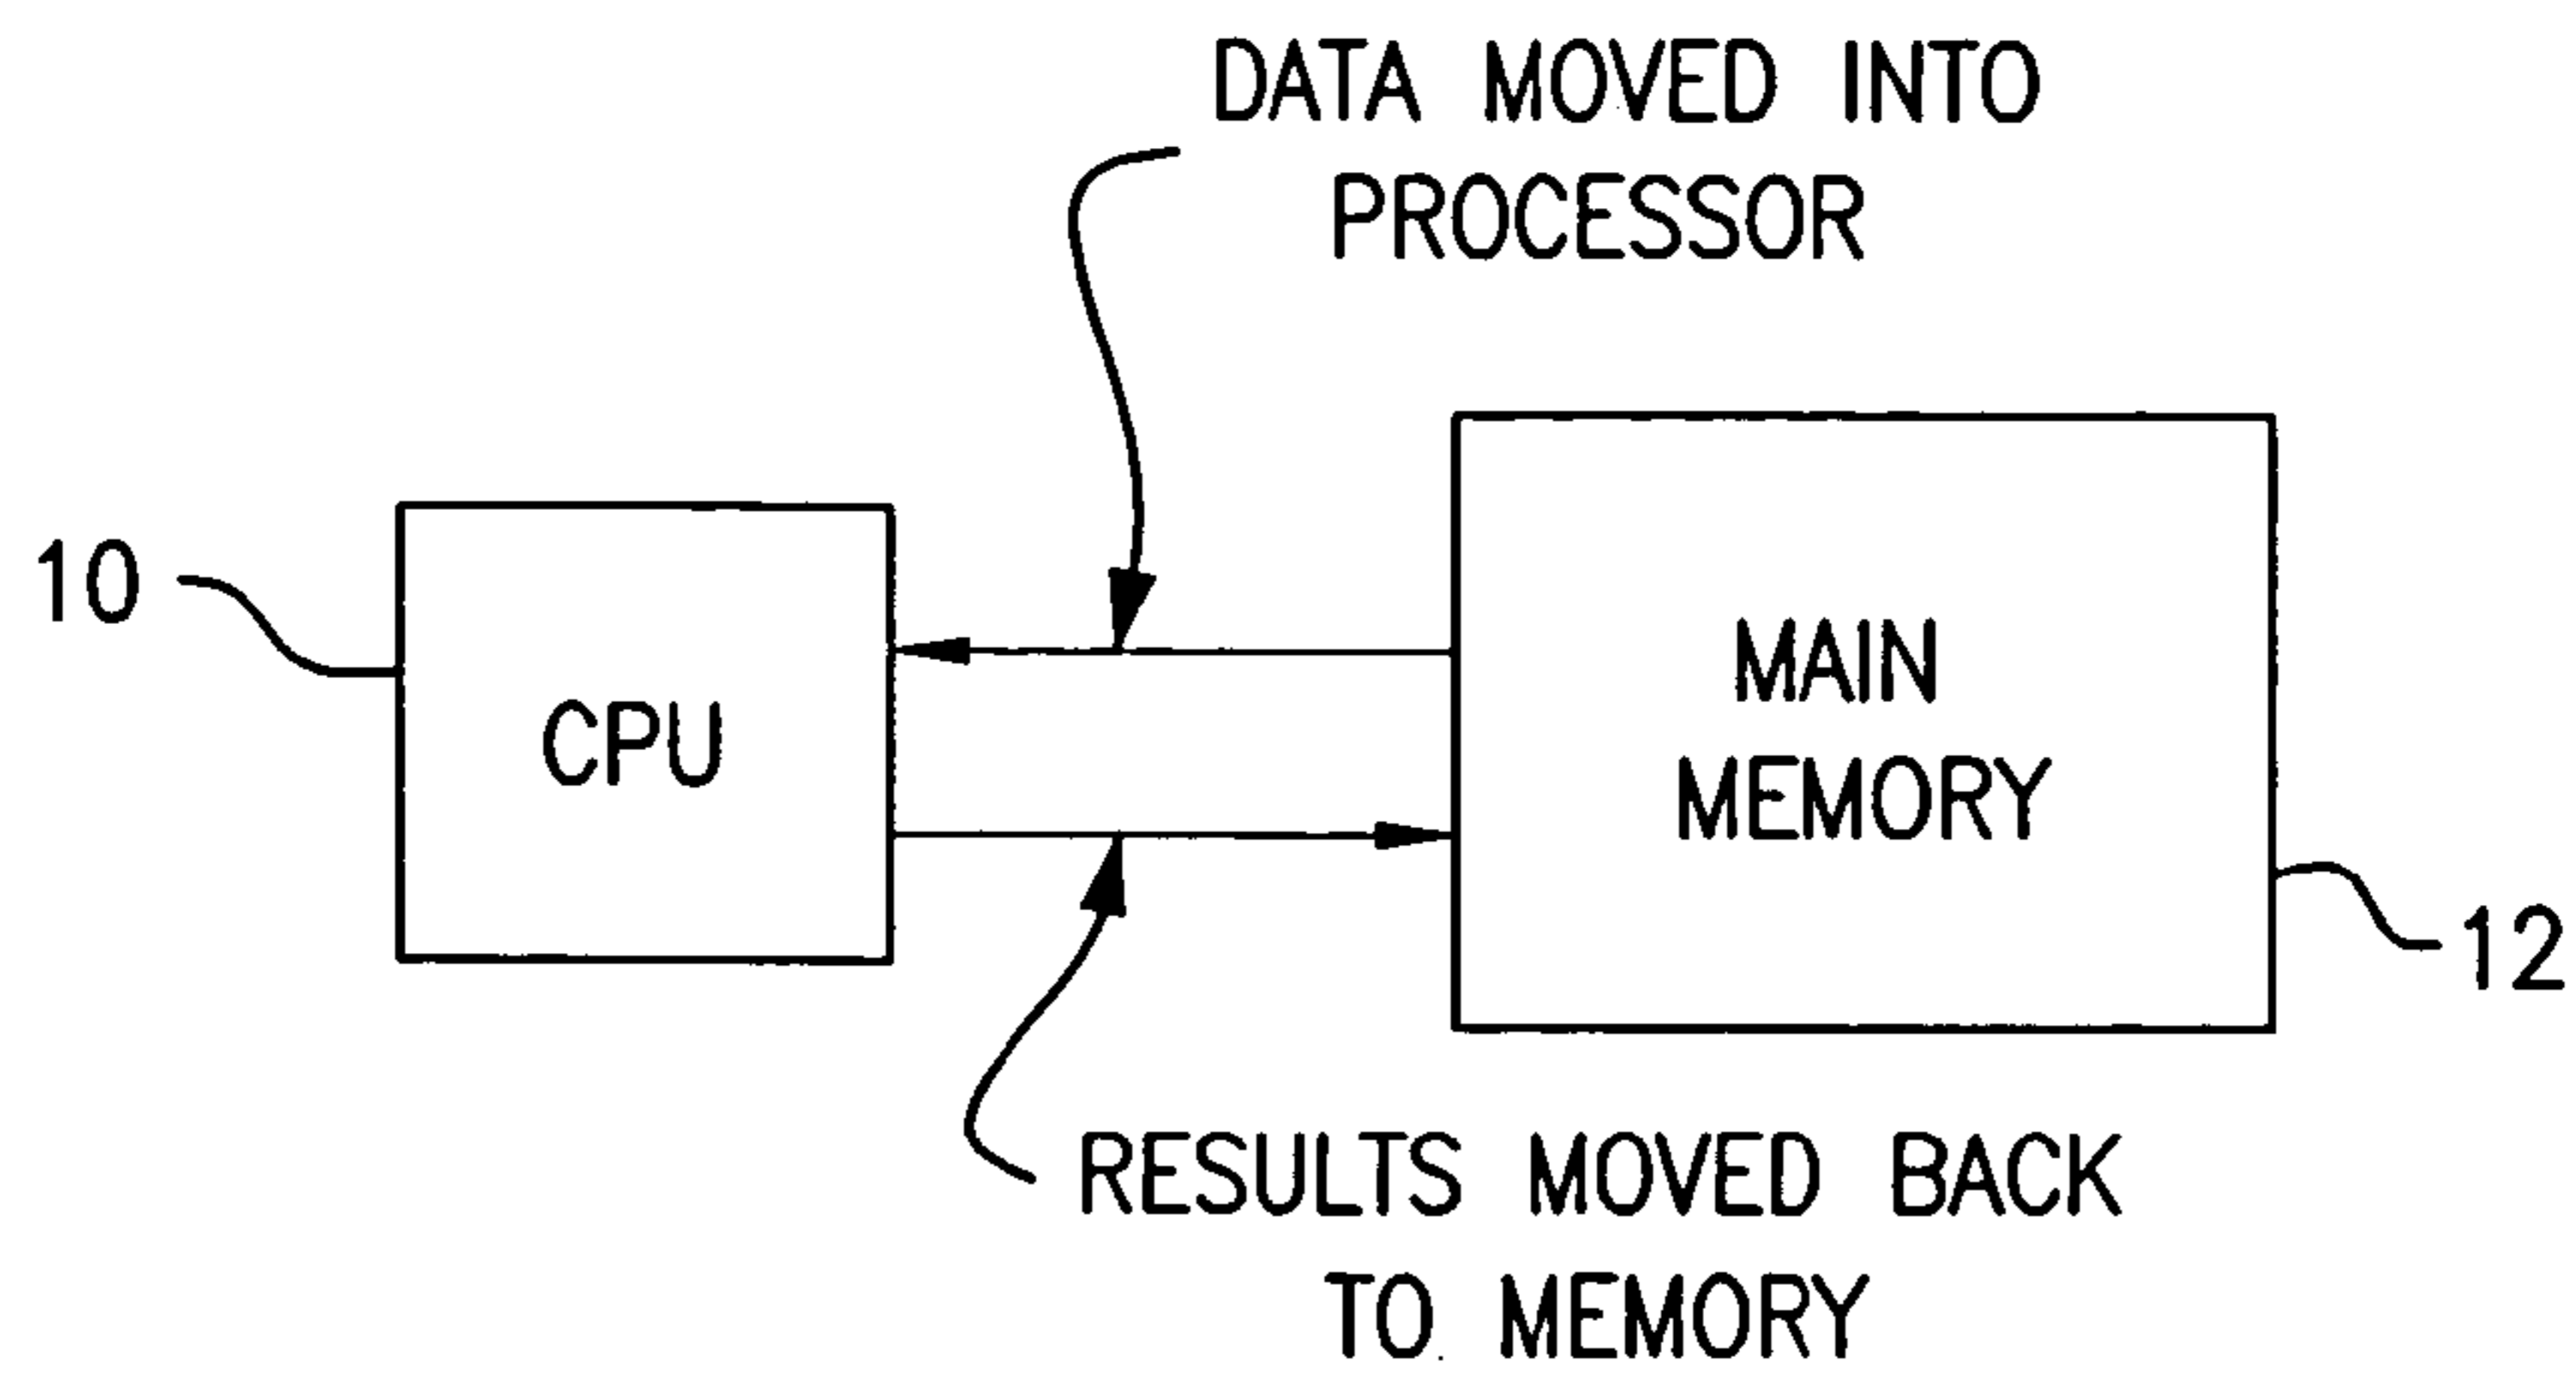 DATA MOVED INTO
PROCESSOR
10
CPU
MAIN
MEMORY
12
RESULTS MOVED BACK
TO MEMORY